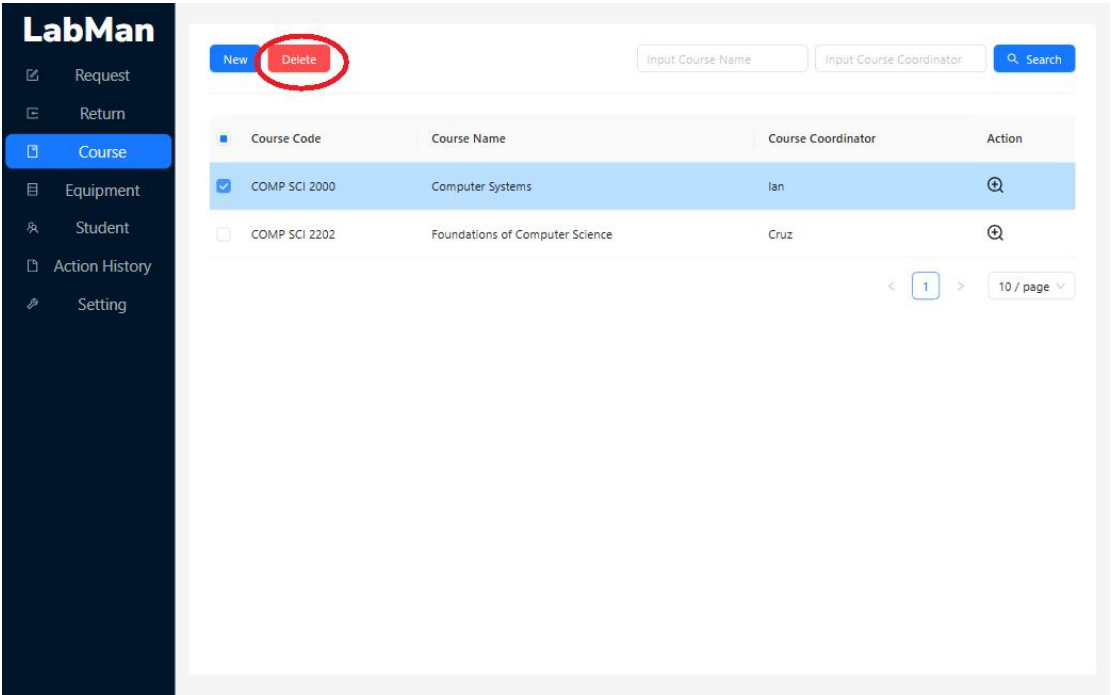 LabMan
Request
Return
Course
Equipment
Student
Action History
Setting
New Delete Input Course Name Input Course Coordinator Search
Course Code Course Name Course Coordinator Action
COMP SCI 2000 Computer Systems Ian
COMP SCI 2202 Foundations of Computer Science Cruz
< 1 > 10 / page